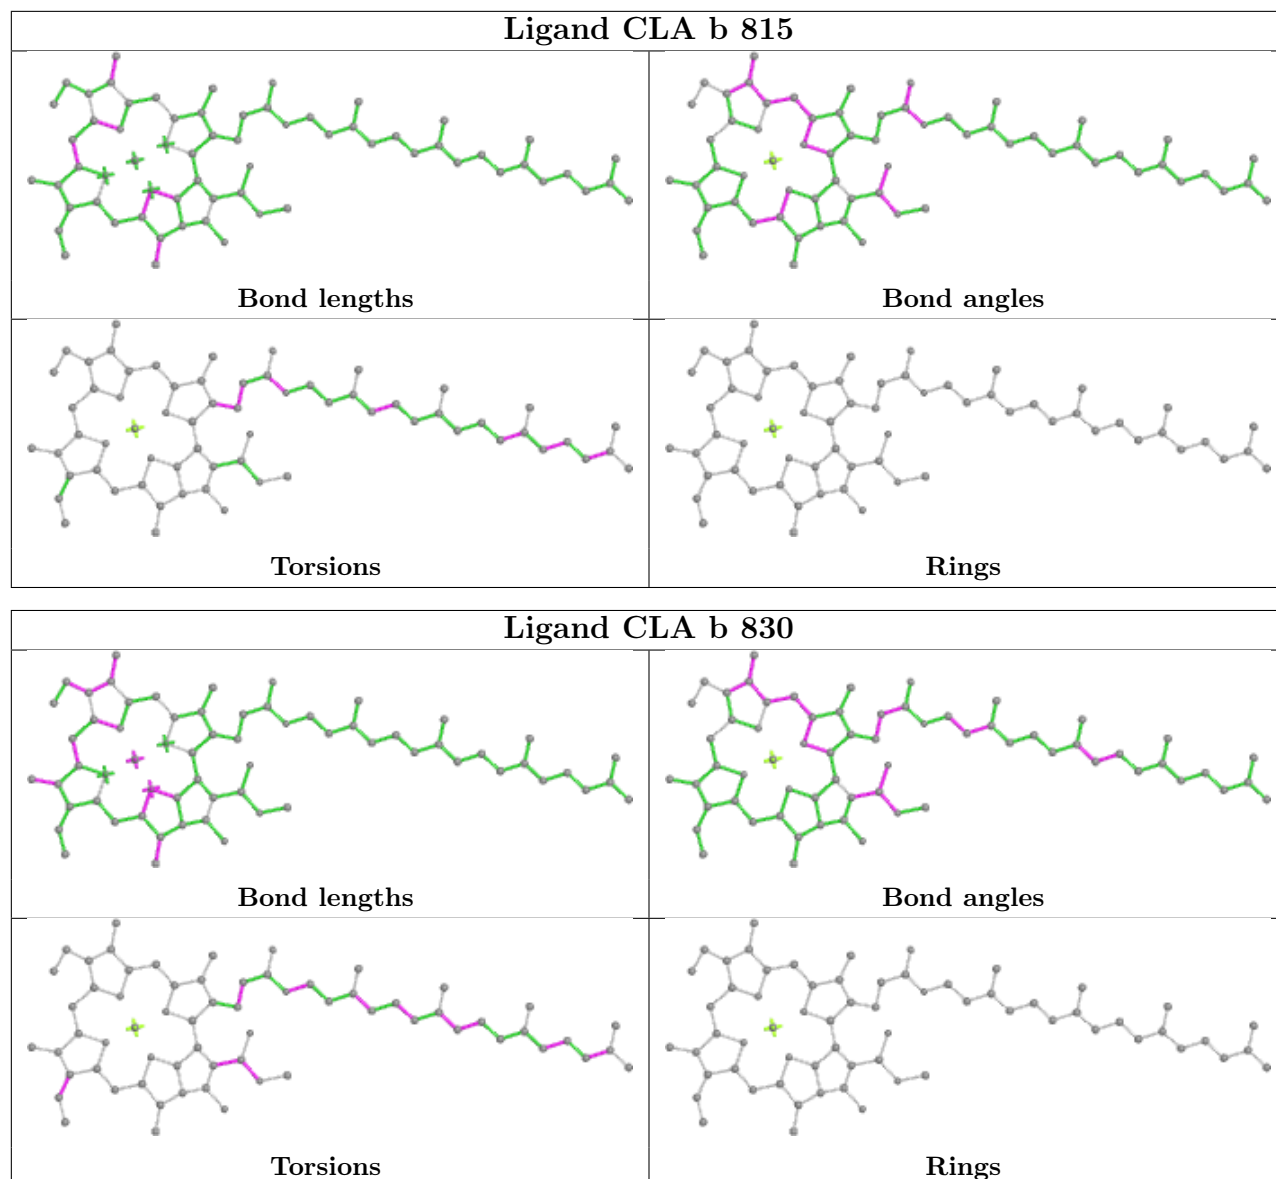 Ligand CLA b 815
Bond lengths
Bond angles
Torsions
Rings
Ligand CLA b 830
Bond lengths
Bond angles
Torsions
Rings